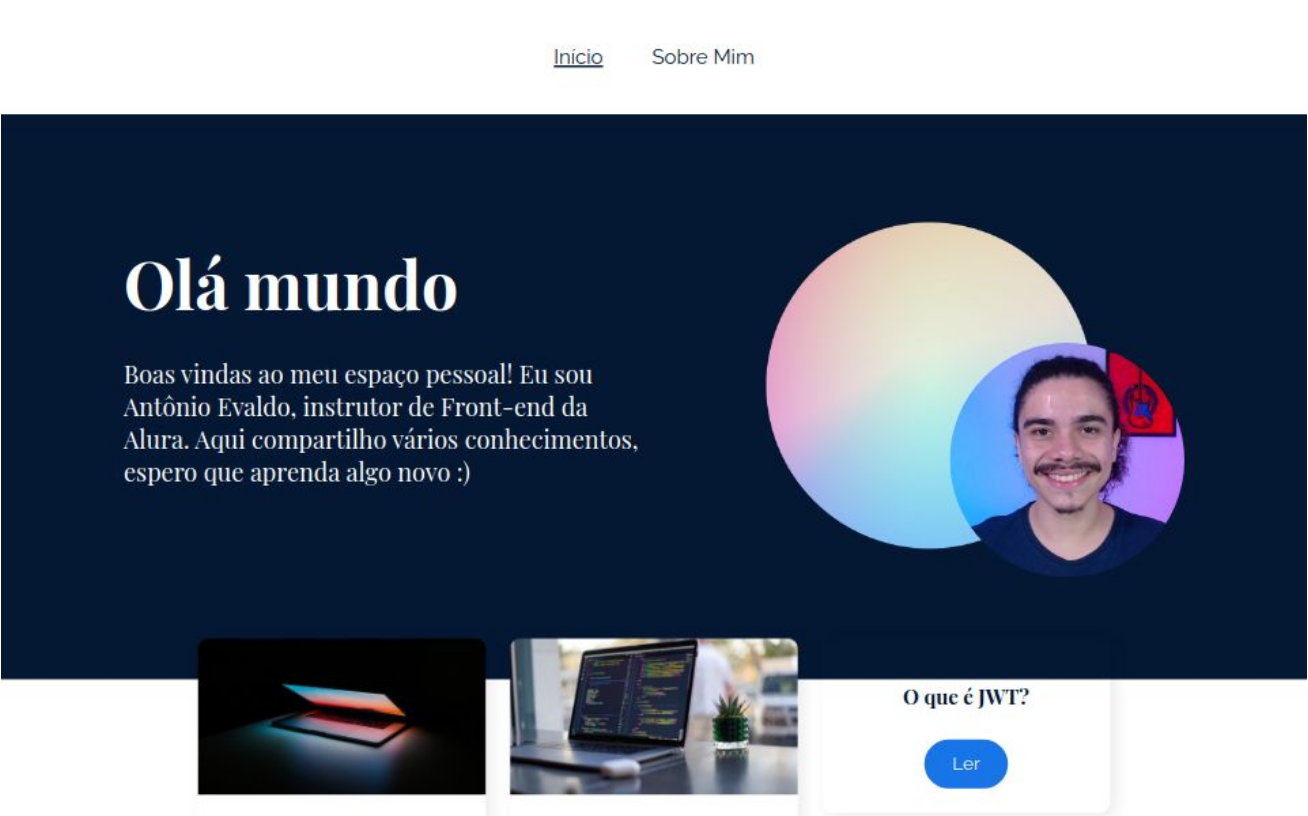 Início
Sobre Mim
Olá mundo
Boas vindas ao meu espaço pessoal! Eu sou
Antônio Evaldo, instrutor de Front-end da
Alura. Aqui compartilho vários conhecimentos,
espero que aprenda algo novo :)
O que é JWT?
Ler